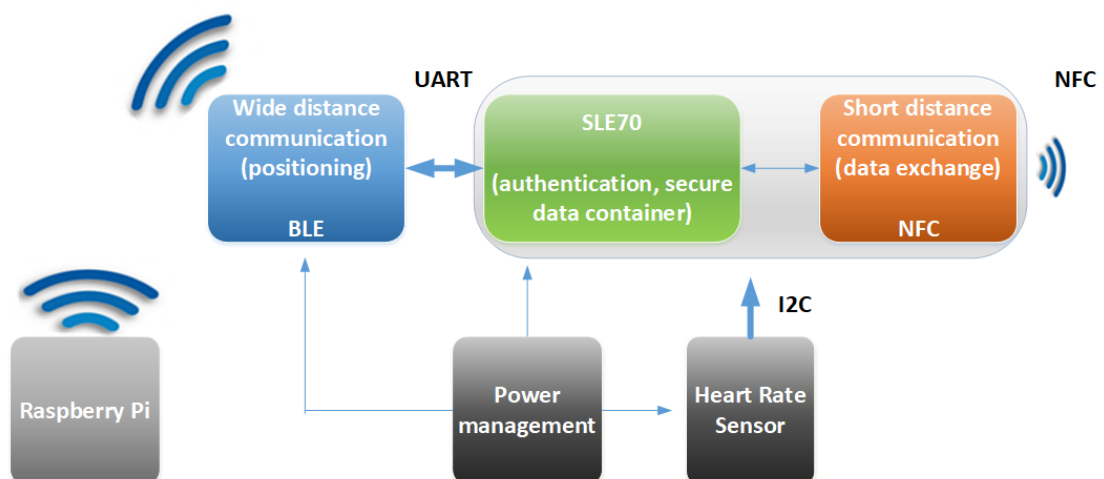 UART
NFC
Wide distance
communication
(positioning)
BLE
SLE70
(authentication, secure
data container)
Short distance
communication
(data exchange)
NFC
I2C
Raspberry Pi
Power
management
Heart Rate
Sensor